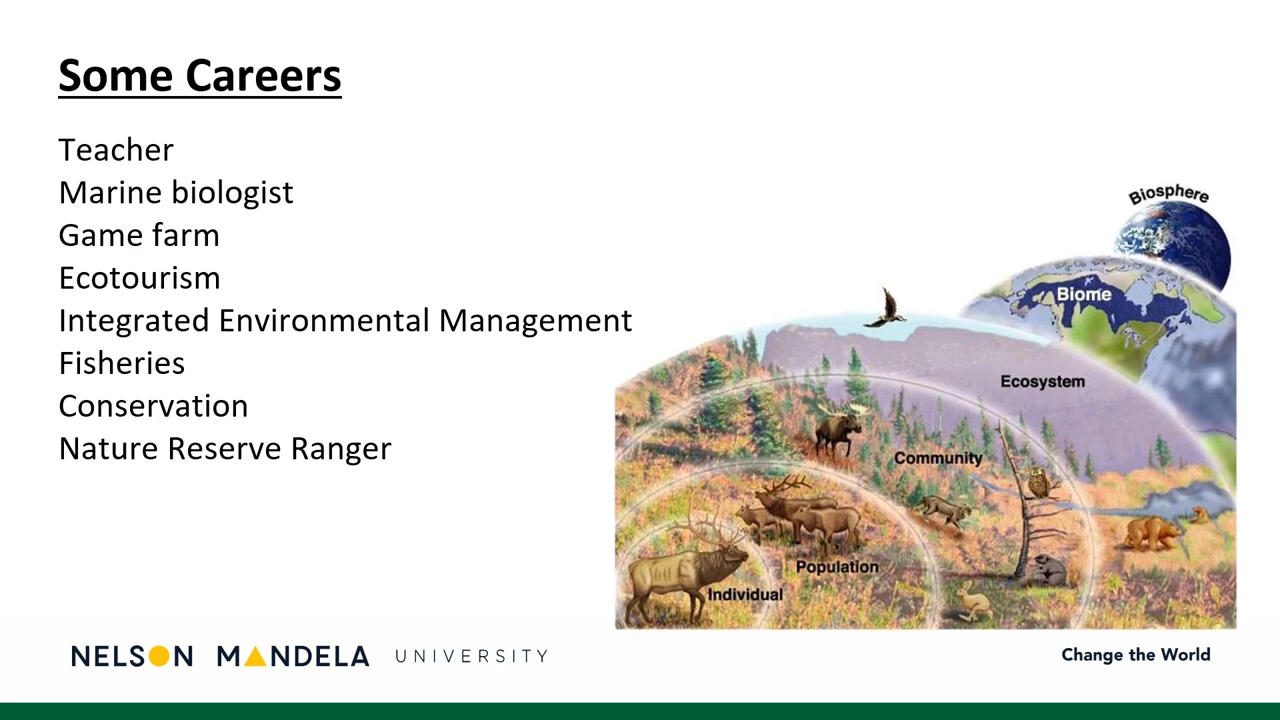 Some Careers
Teacher
Marine biologist
Game farm
Ecotourism
Integrated Environmental Management
Fisheries
Conservation
Nature Reserve Ranger
Biosphere
Biome
Ecosystem
Community
Population
Individual
NELSON MANDELA UNIVERSITY
Change the World